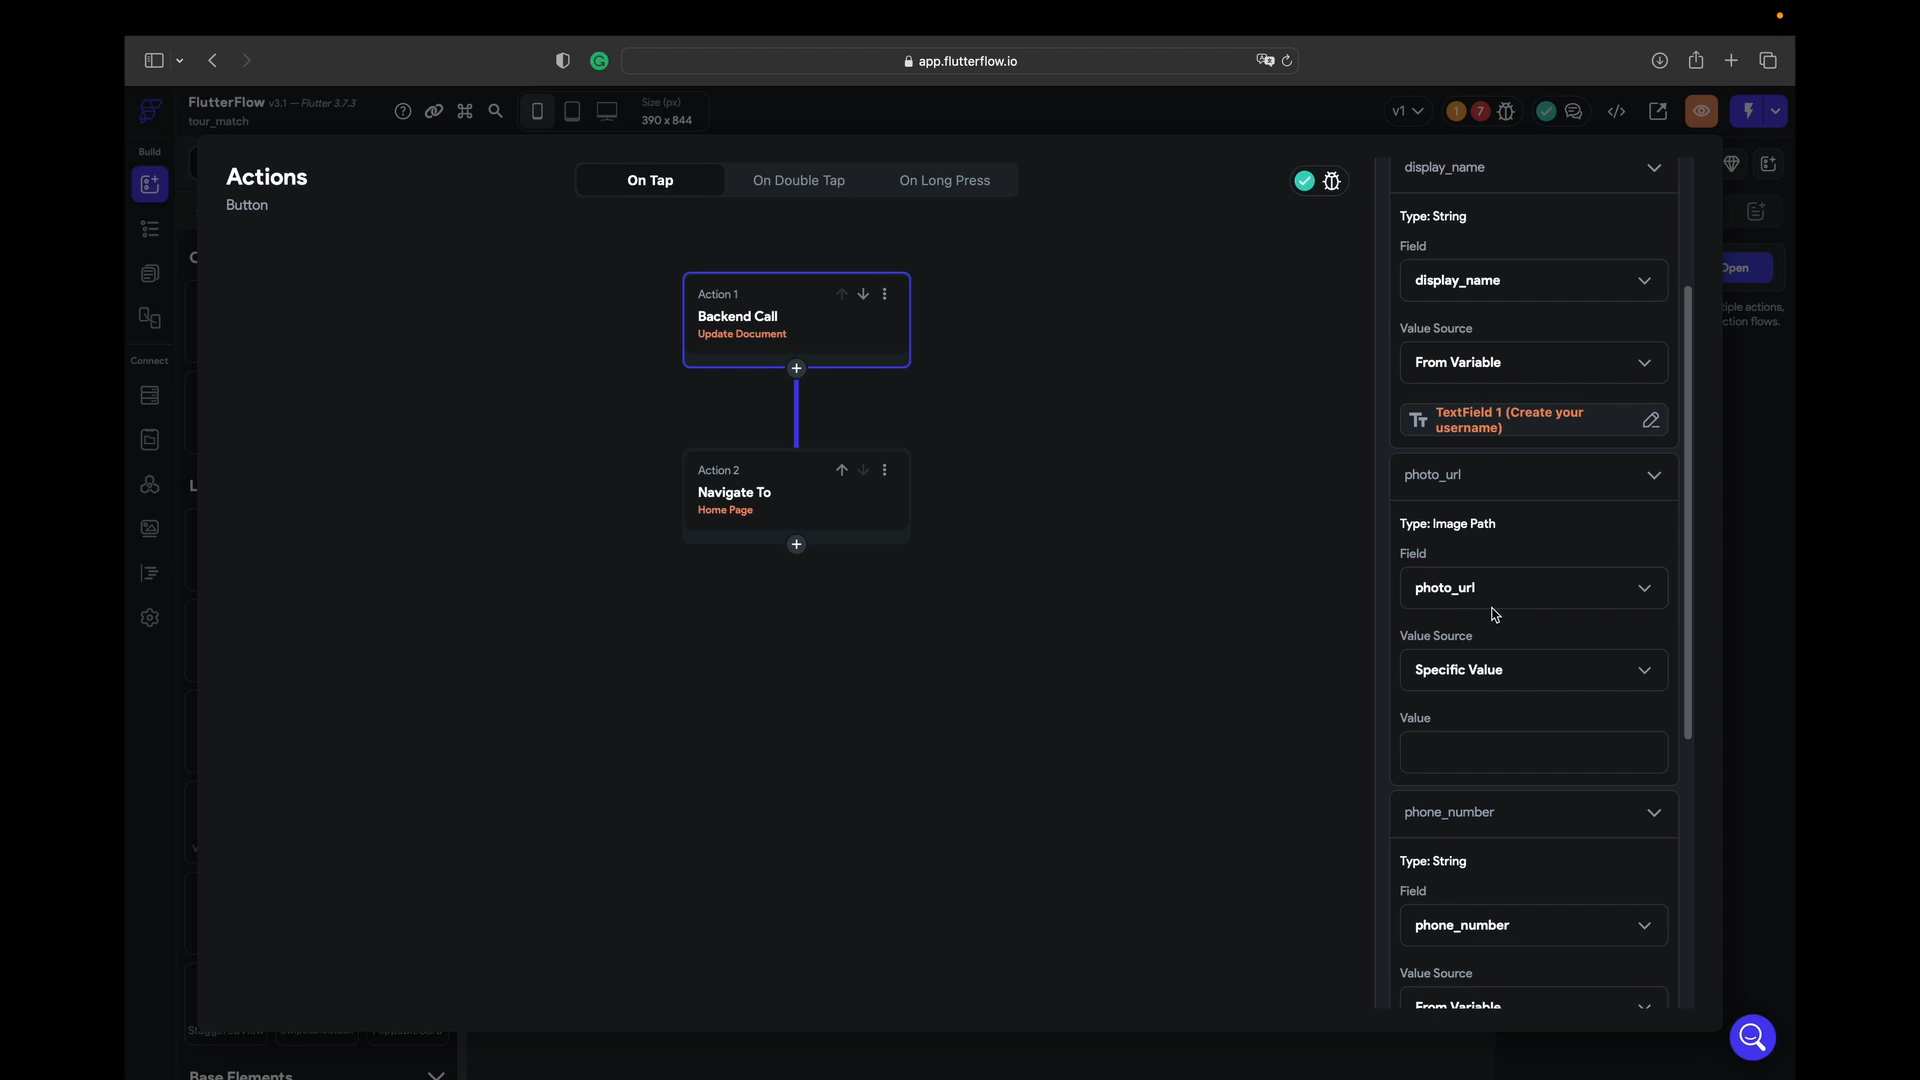 app.flutterflow.io
FlutterFlow v3.1 – Flutter 3.7.3
tour_match
Size (px)
390 x 844
v1
1
7
Build
Connect
Actions
Button
On Tap
On Double Tap
On Long Press
Action 1
Backend Call
Update Document
Action 2
Navigate To
Home Page
display_name
Type: String
Field
display_name
Value Source
From Variable
TextField 1 (Create your
username)
photo_url
Type: Image Path
Field
photo_url
Value Source
Specific Value
Value
phone_number
Type: String
Field
phone_number
Value Source
From Variable
Open
tiple actions,
ction flows.
Base Elements